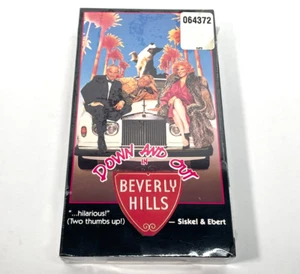 064372
DOWN AND OUT
IN
BEVERLY
HILLS
"...hilarious!"
(Two thumbs up!) — Siskel & Ebert